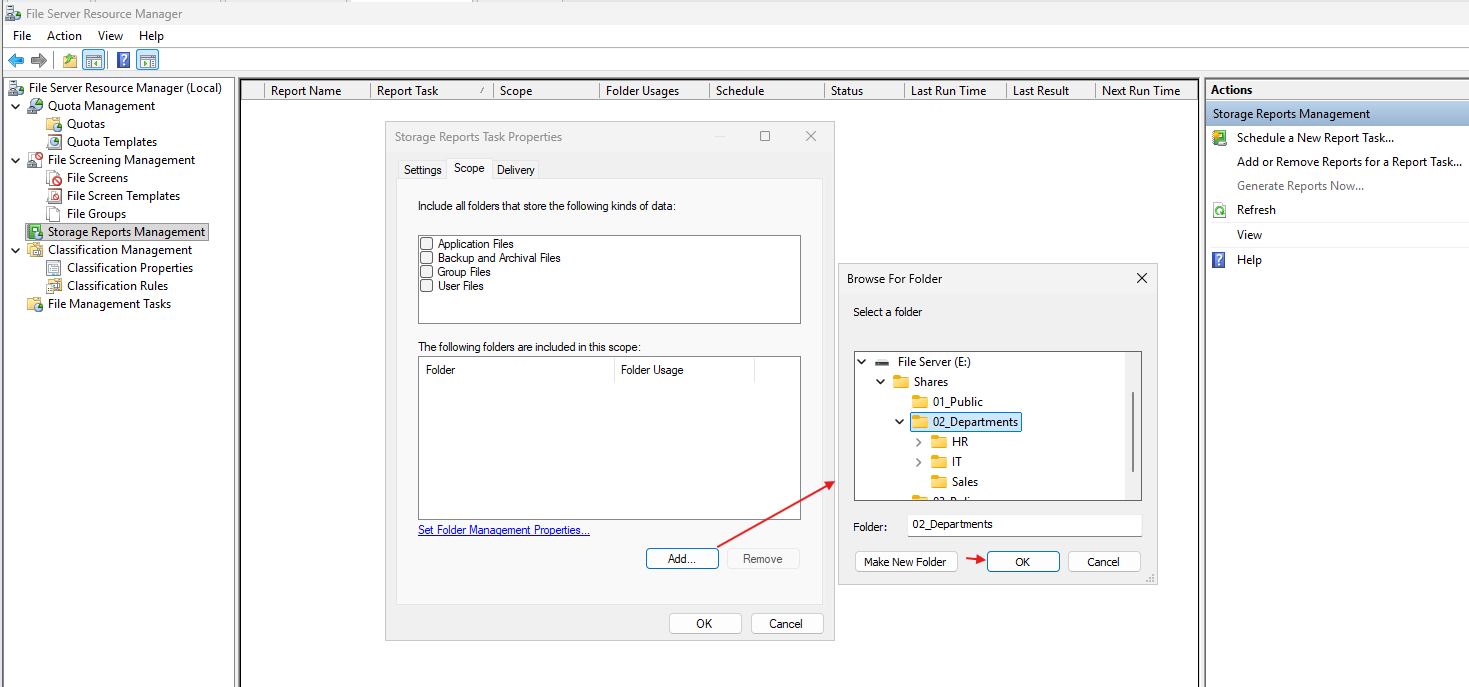 File Server Resource Manager
File Action View Help
File Server Resource Manager (Local)
Quota Management
Quotas
Quota Templates
File Screening Management
File Screens
File Screen Templates
File Groups
Storage Reports Management
Classification Management
Classification Properties
Classification Rules
File Management Tasks
Report Name Report Task Scope Folder Usages Schedule Status Last Run Time Last Result Next Run Time
Storage Reports Task Properties
Settings Scope Delivery
Include all folders that store the following kinds of data:
Application Files
Backup and Archival Files
Group Files
User Files
The following folders are included in this scope:
Folder Folder Usage
Set Folder Management Properties...
Add... Remove
OK Cancel
Browse For Folder
Select a folder
File Server (E:)
Shares
01_Public
02_Departments
HR
IT
Sales
Folder: 02_Departments
Make New Folder OK Cancel
Actions
Storage Reports Management
Schedule a New Report Task...
Add or Remove Reports for a Report Task...
Generate Reports Now...
Refresh
View
Help